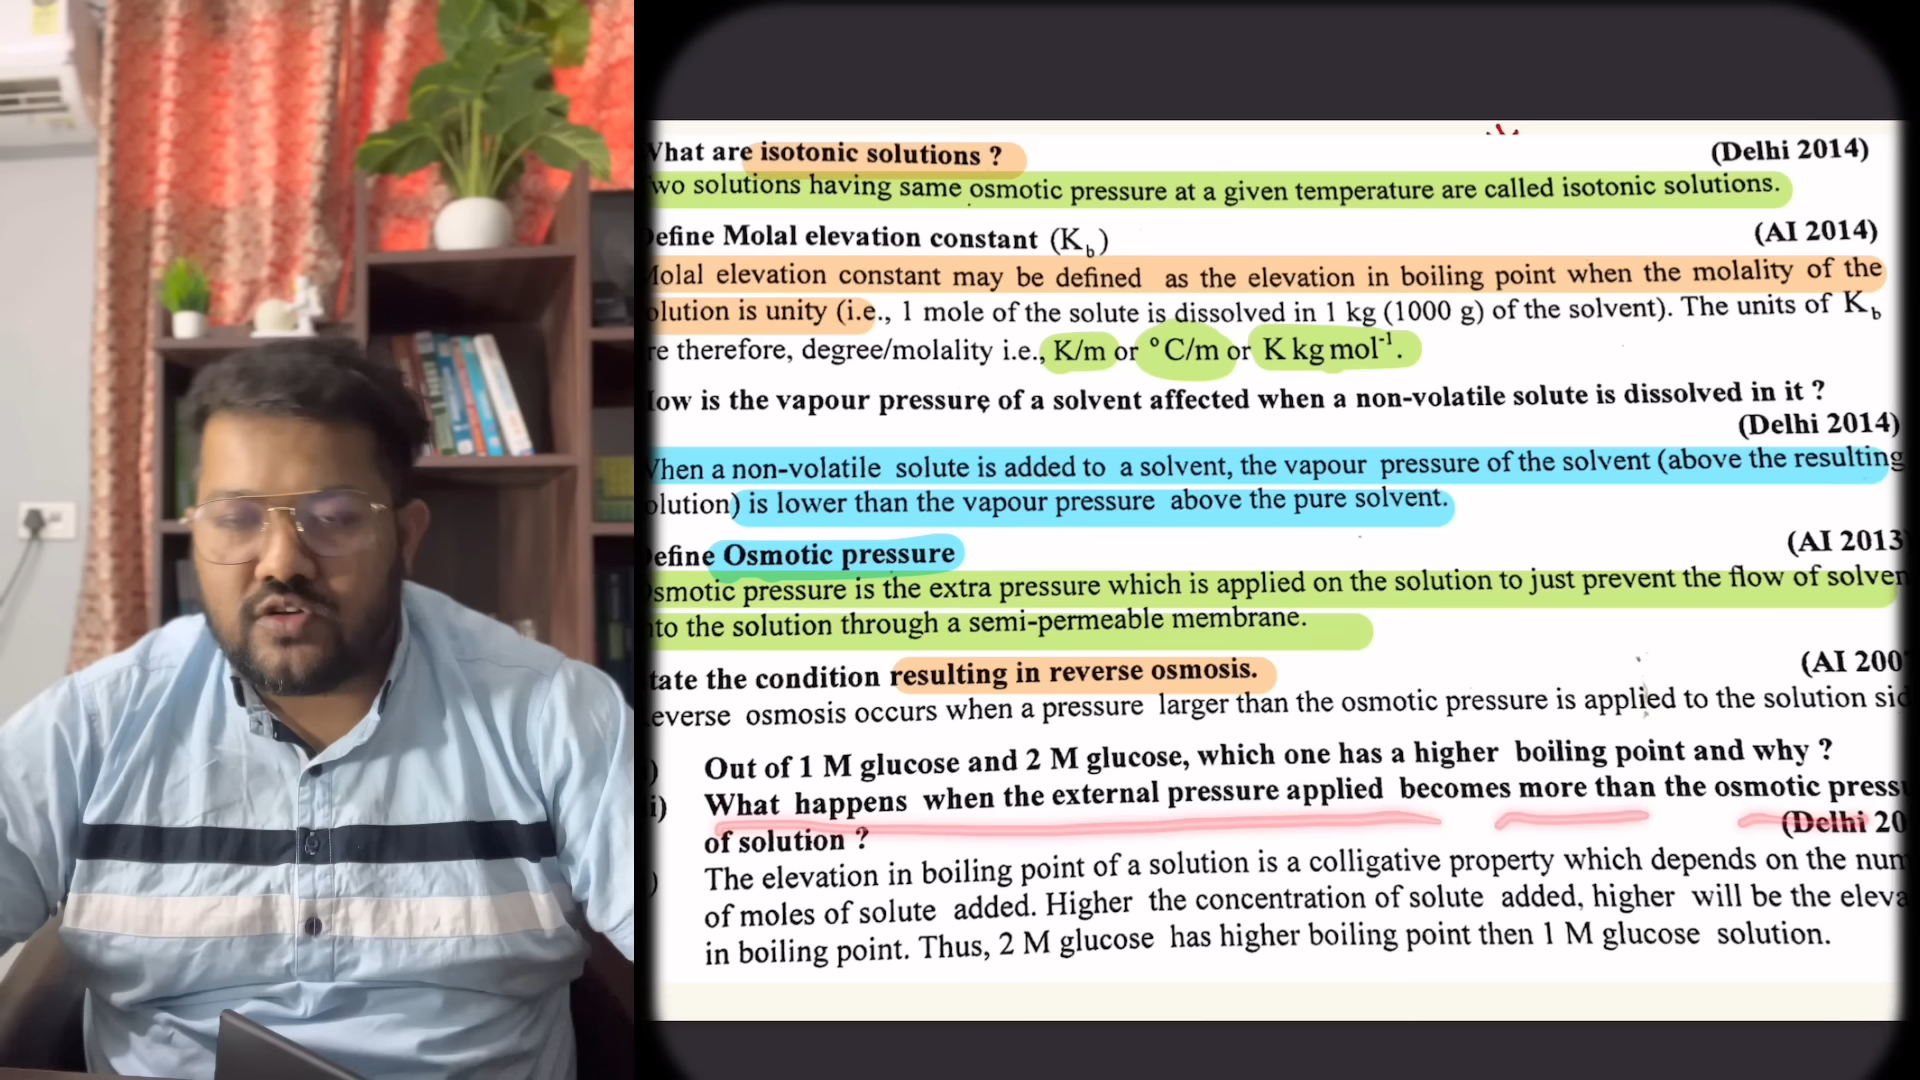 What are isotonic solutions ? (Delhi 2014)
wo solutions having same osmotic pressure at a given temperature are called isotonic solutions.
efine Molal elevation constant (K_b) (AI 2014)
Molal elevation constant may be defined as the elevation in boiling point when the molality of the
olution is unity (i.e., 1 mole of the solute is dissolved in 1 kg (1000 g) of the solvent). The units of K_b
re therefore, degree/molality i.e., K/m or °C/m or K kg mol⁻¹.
How is the vapour pressure of a solvent affected when a non-volatile solute is dissolved in it ?
(Delhi 2014)
When a non-volatile solute is added to a solvent, the vapour pressure of the solvent (above the resulting
olution) is lower than the vapour pressure above the pure solvent.
efine Osmotic pressure (AI 2013
smotic pressure is the extra pressure which is applied on the solution to just prevent the flow of solven
nto the solution through a semi-permeable membrane.
tate the condition resulting in reverse osmosis. (AI 200
everse osmosis occurs when a pressure larger than the osmotic pressure is applied to the solution sid
) Out of 1 M glucose and 2 M glucose, which one has a higher boiling point and why ?
i) What happens when the external pressure applied becomes more than the osmotic pressu
of solution ? (Delhi 20
) The elevation in boiling point of a solution is a colligative property which depends on the num
of moles of solute added. Higher the concentration of solute added, higher will be the eleva
in boiling point. Thus, 2 M glucose has higher boiling point then 1 M glucose solution.